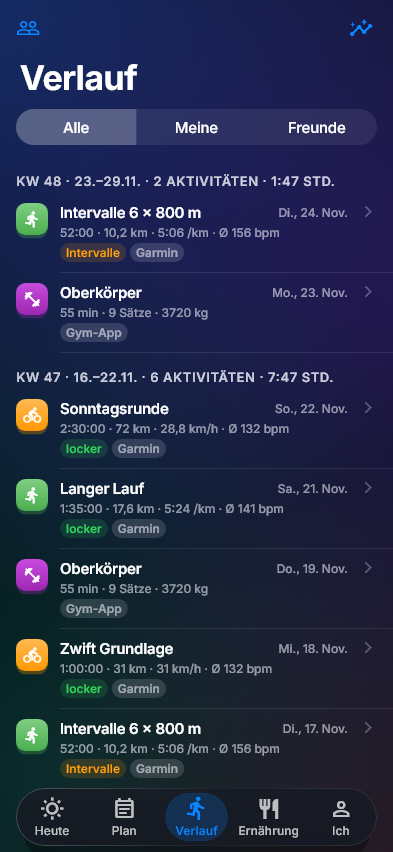 Verlauf
Alle Meine Freunde
KW 48 · 23.–29.11. · 2 AKTIVITÄTEN · 1:47 STD.
Intervalle 6 × 800 m Di., 24. Nov.
52:00 · 10,2 km · 5:06 /km · Ø 156 bpm
Intervalle Garmin
Oberkörper Mo., 23. Nov.
55 min · 9 Sätze · 3720 kg
Gym-App
KW 47 · 16.–22.11. · 6 AKTIVITÄTEN · 7:47 STD.
Sonntagsrunde So., 22. Nov.
2:30:00 · 72 km · 28,8 km/h · Ø 132 bpm
locker Garmin
Langer Lauf Sa., 21. Nov.
1:35:00 · 17,6 km · 5:24 /km · Ø 141 bpm
locker Garmin
Oberkörper Do., 19. Nov.
55 min · 9 Sätze · 3720 kg
Gym-App
Zwift Grundlage Mi., 18. Nov.
1:00:00 · 31 km · 31 km/h · Ø 132 bpm
locker Garmin
Intervalle 6 × 800 m Di., 17. Nov.
52:00 · 10,2 km · 5:06 /km · Ø 156 bpm
Intervalle Garmin
Heute Plan Verlauf Ernährung Ich